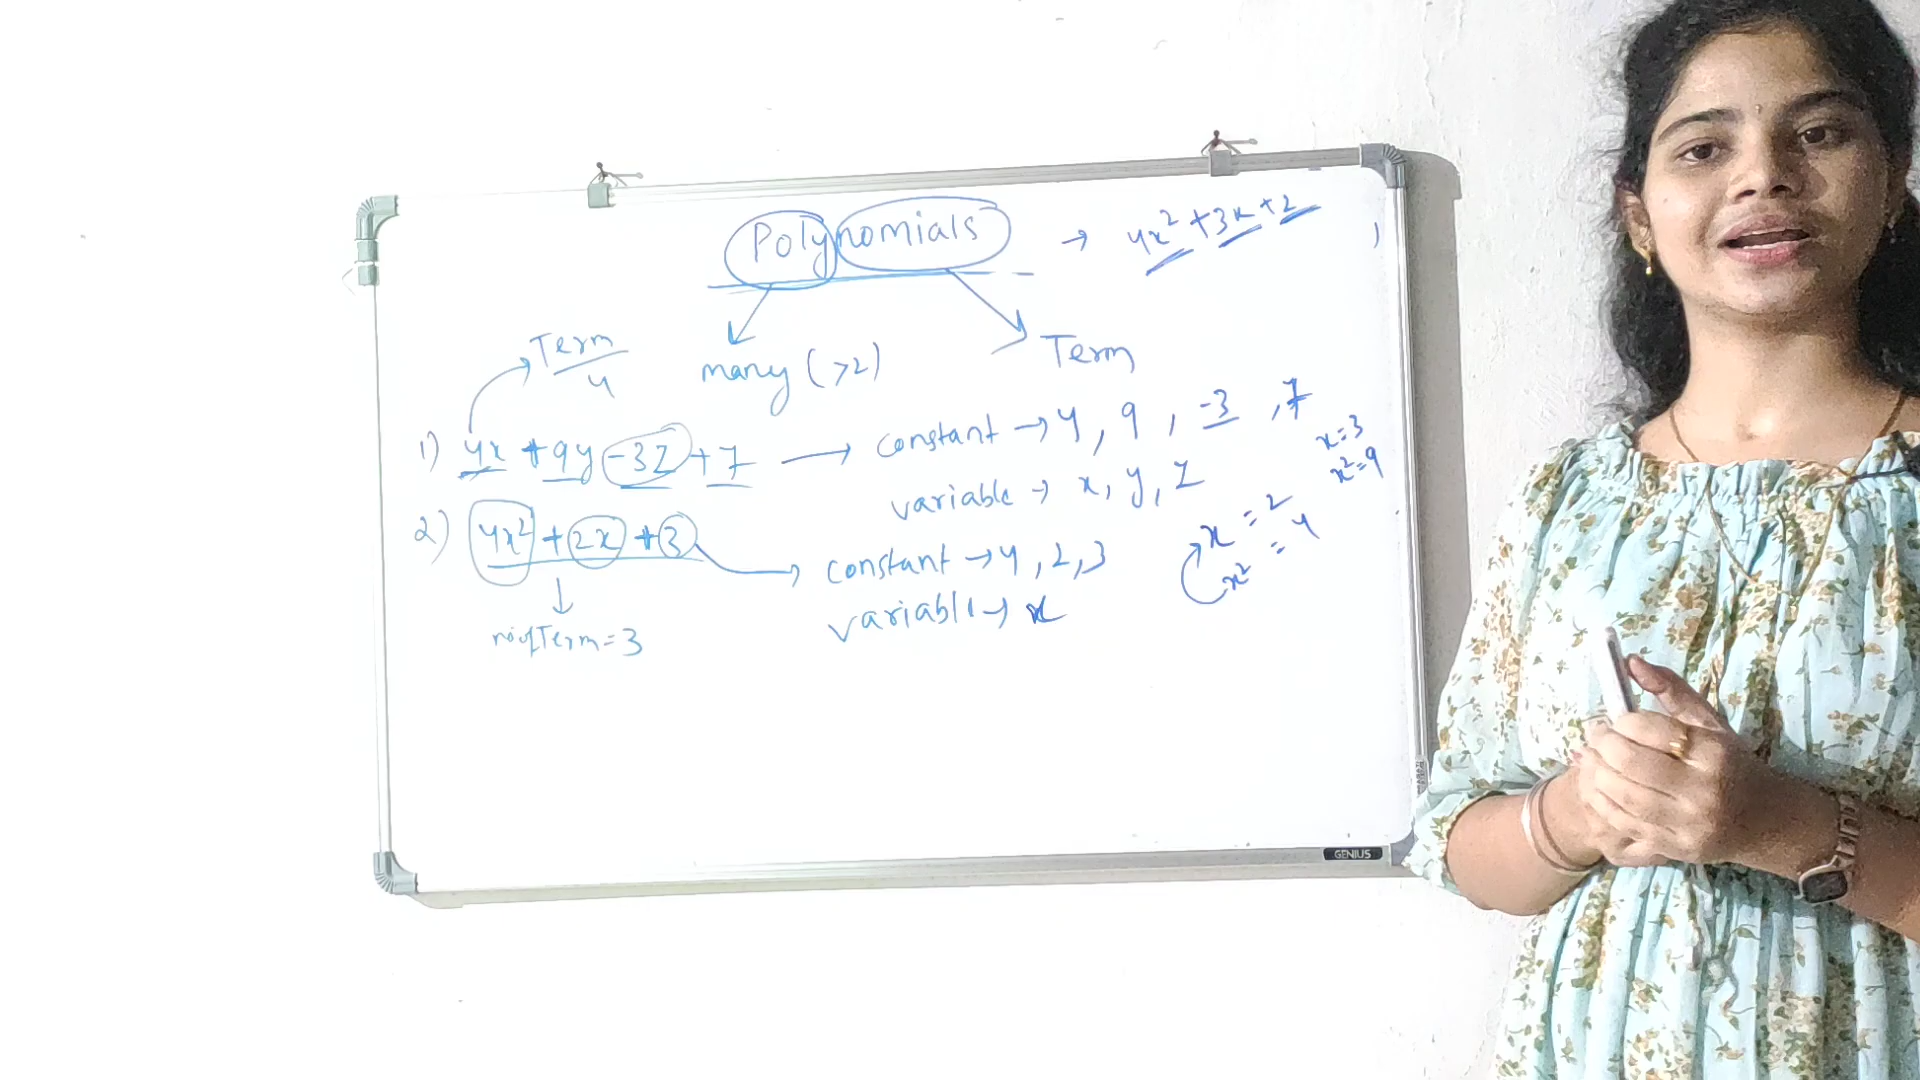 Polynomials → 4x² + 3x + 2
Term
4
many (>2)
Term
1) 4x + 9y - 3z + 7 → constant → 4, 9, -3, 7
variable → x, y, z
x=3
x²=9
2) 4x² + 2x + 3 → constant → 4, 2, 3
variable → x
x = 2
x² = 4
no of Term = 3
GENIUS